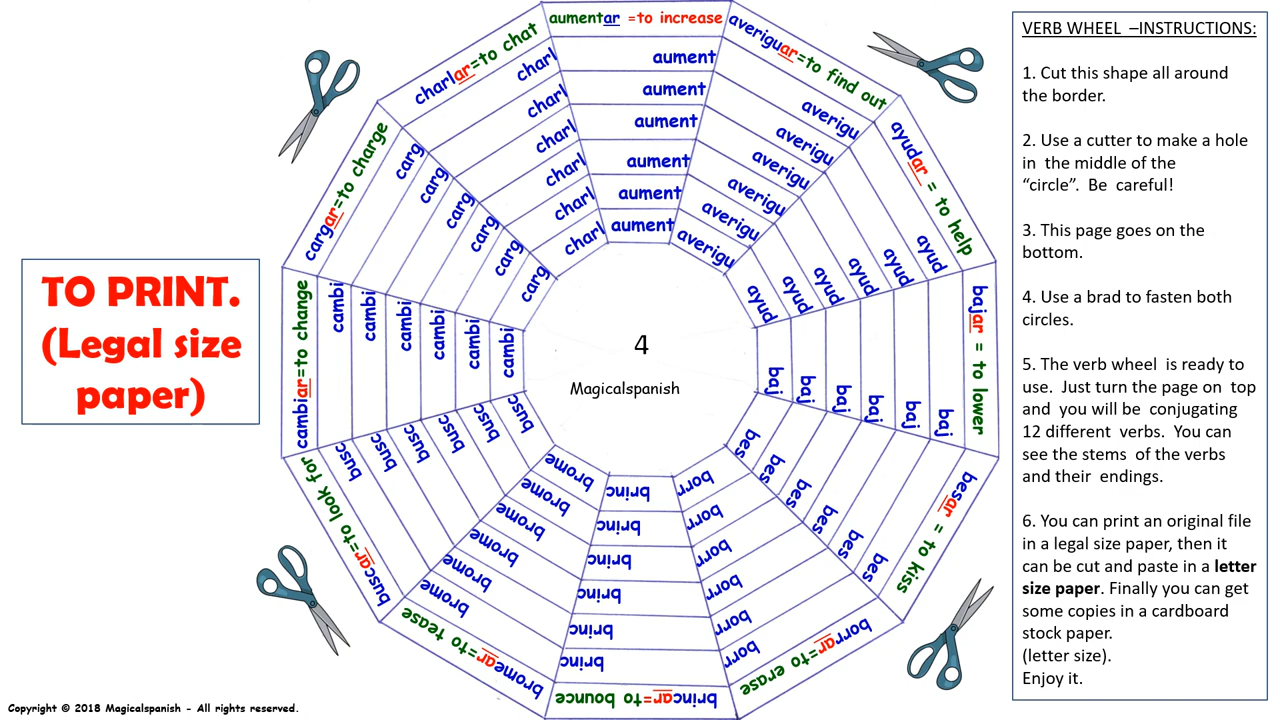 TO PRINT.
(Legal size
paper)
aumentar =to increase
aument
aument
aument
aument
aument
aument
averiguar=to find out
averigu
averigu
averigu
averigu
averigu
averigu
ayudar = to help
ayud
ayud
ayud
ayud
ayud
ayud
bajar = to lower
baj
baj
baj
baj
baj
baj
besar = to kiss
bes
bes
bes
bes
bes
bes
borrar=to erase
borr
borr
borr
borr
borr
borr
brincar=to bounce
brinc
brinc
brinc
brinc
brinc
brinc
bromear=to tease
brome
brome
brome
brome
brome
brome
buscar=to look for
busc
busc
busc
busc
busc
busc
cambiar=to change
cambi
cambi
cambi
cambi
cambi
cambi
cargar=to charge
carg
carg
carg
carg
carg
carg
charlar=to chat
charl
charl
charl
charl
charl
charl
4
Magicalspanish
VERB WHEEL –INSTRUCTIONS:
1. Cut this shape all around
the border.
2. Use a cutter to make a hole
in the middle of the
“circle”. Be careful!
3. This page goes on the
bottom.
4. Use a brad to fasten both
circles.
5. The verb wheel is ready to
use. Just turn the page on top
and you will be conjugating
12 different verbs. You can
see the stems of the verbs
and their endings.
6. You can print an original file
in a legal size paper, then it
can be cut and paste in a letter
size paper. Finally you can get
some copies in a cardboard
stock paper.
(letter size).
Enjoy it.
Copyright © 2018 Magicalspanish - All rights reserved.